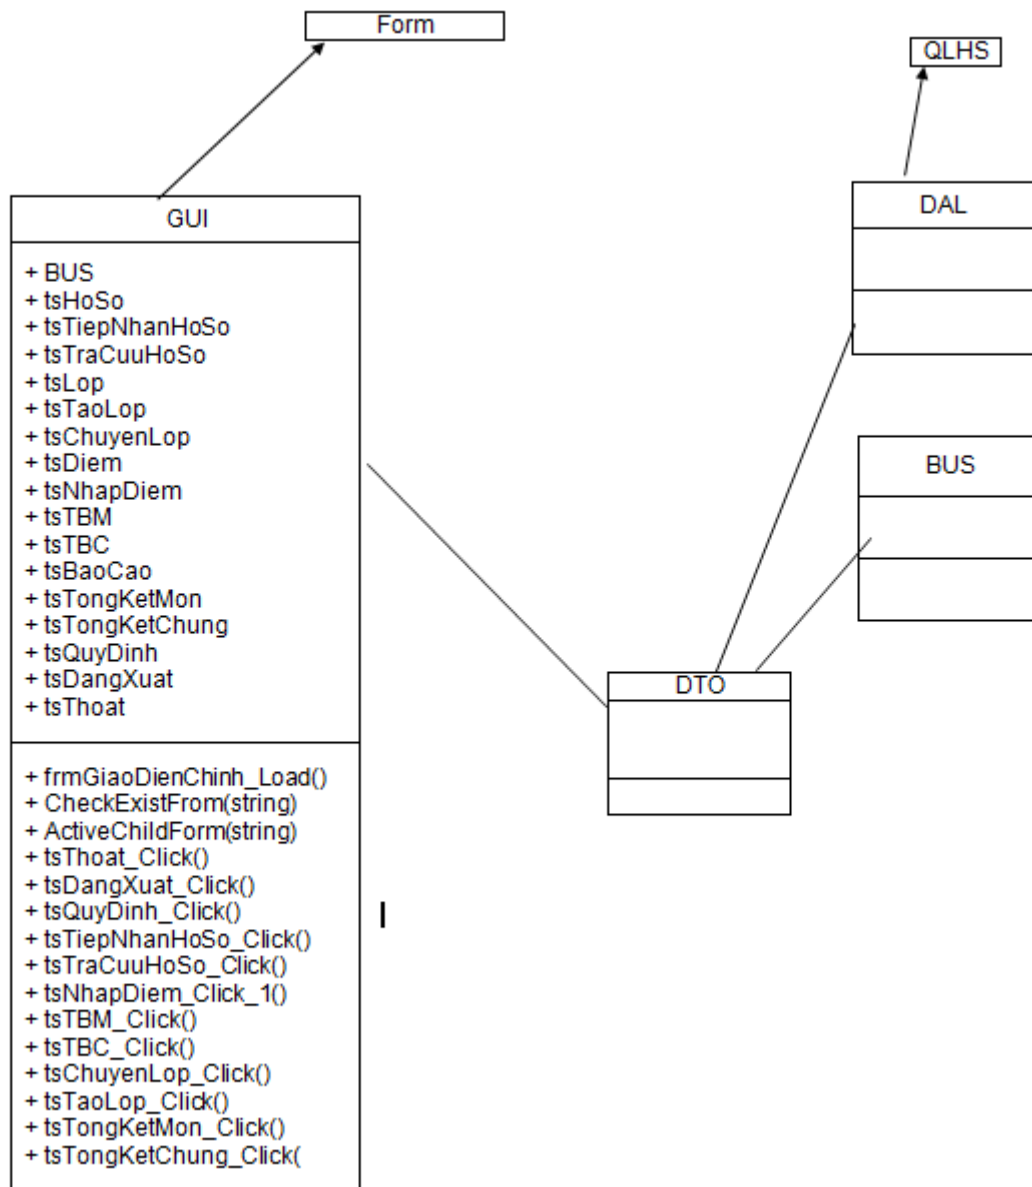 Form
QLHS
GUI
+ BUS
+ tsHoSo
+ tsTiepNhanHoSo
+ tsTraCuuHoSo
+ tsLop
+ tsTaoLop
+ tsChuyenLop
+ tsDiem
+ tsNhapDiem
+ tsTBM
+ tsTBC
+ tsBaoCao
+ tsTongKetMon
+ tsTongKetChung
+ tsQuyDinh
+ tsDangXuat
+ tsThoat
+ frmGiaoDienChinh_Load()
+ CheckExistFrom(string)
+ ActiveChildForm(string)
+ tsThoat_Click()
+ tsDangXuat_Click()
+ tsQuyDinh_Click()
+ tsTiepNhanHoSo_Click()
+ tsTraCuuHoSo_Click()
+ tsNhapDiem_Click_1()
+ tsTBM_Click()
+ tsTBC_Click()
+ tsChuyenLop_Click()
+ tsTaoLop_Click()
+ tsTongKetMon_Click()
+ tsTongKetChung_Click(
DAL
BUS
DTO